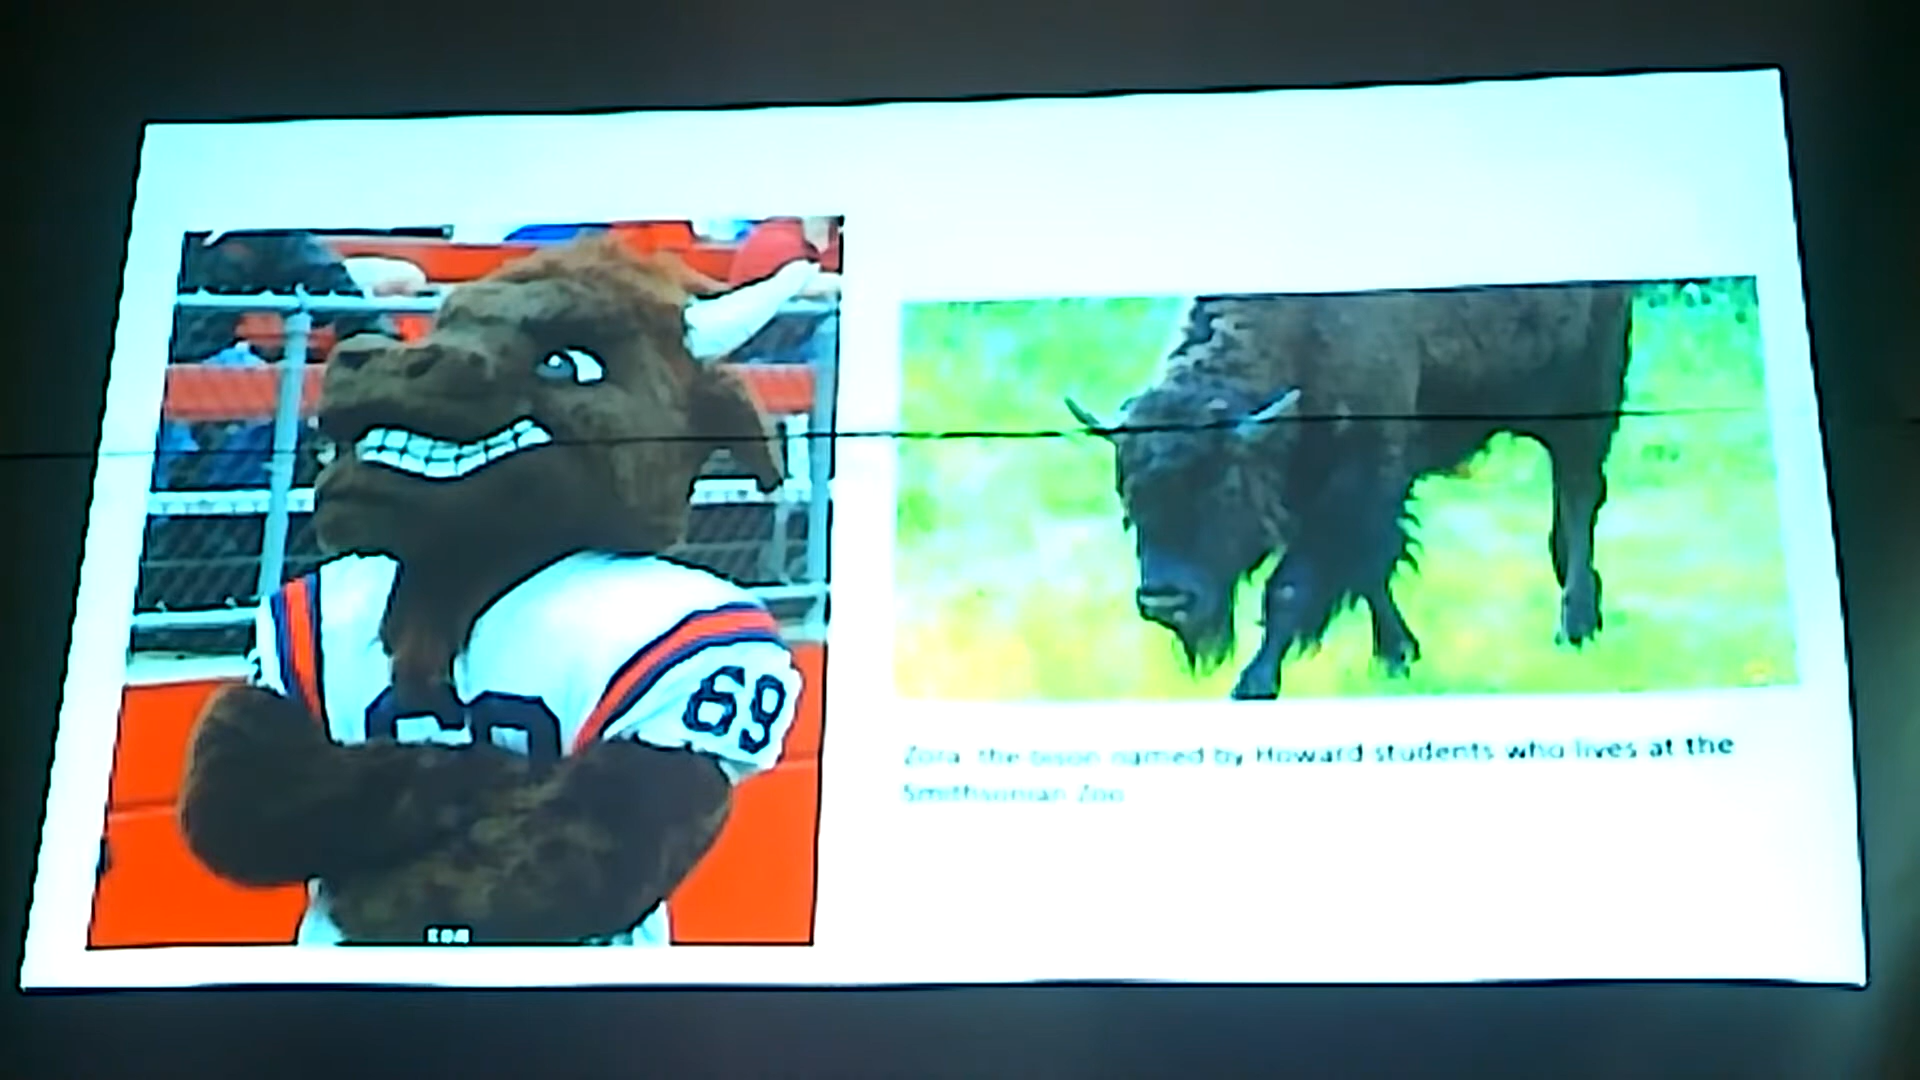 69
Zora, the bison named by Howard students who lives at the
Smithsonian Zoo